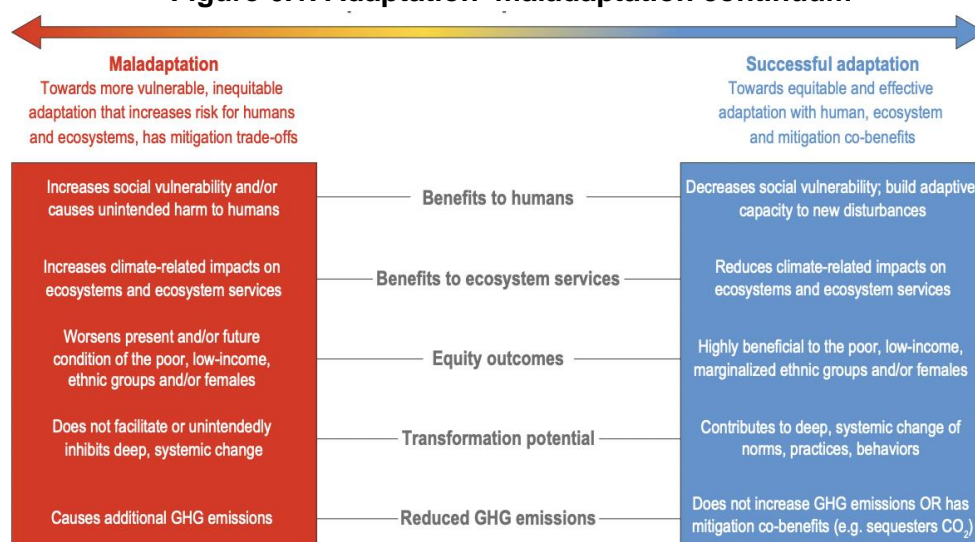 Figure Adaptation maladaptation continuum
Maladaptation
Towards more vulnerable, inequitable
adaptation that increases risk for humans
and ecosystems, has mitigation trade-offs
Successful adaptation
Towards equitable and effective
adaptation with human, ecosystem
and mitigation co-benefits
Increases social vulnerability and/or
causes unintended harm to humans
Benefits to humans
Decreases social vulnerability; build adaptive
capacity to new disturbances
Increases climate-related impacts on
ecosystems and ecosystem services
Benefits to ecosystem services
Reduces climate-related impacts on
ecosystems and ecosystem services
Worsens present and/or future
condition of the poor, low-income,
ethnic groups and/or females
Equity outcomes
Highly beneficial to the poor, low-income,
marginalized ethnic groups and/or females
Does not facilitate or unintendedly
inhibits deep, systemic change
Transformation potential
Contributes to deep, systemic change of
norms, practices, behaviors
Causes additional GHG emissions
Reduced GHG emissions
Does not increase GHG emissions OR has
mitigation co-benefits (e.g. sequesters CO₂)